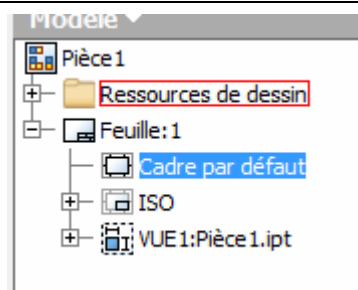 Modèle
Pièce1
Ressources de dessin
Feuille:1
Cadre par défaut
ISO
VUE1:Pièce1.ipt